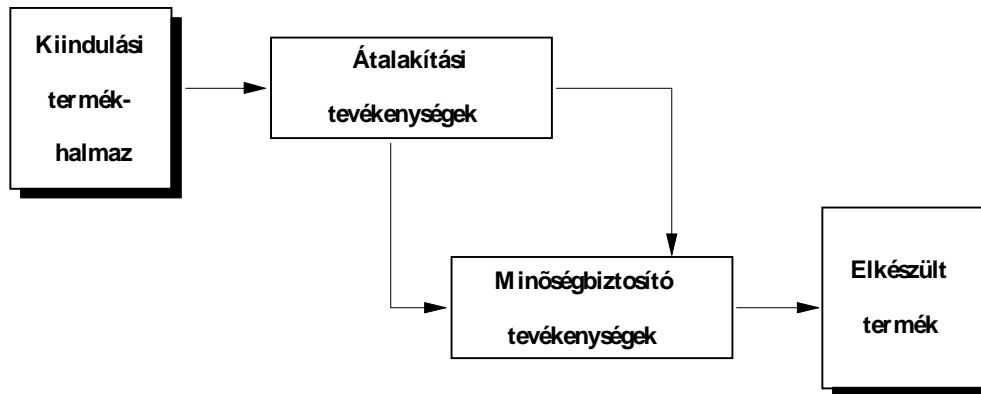 Kiindulási
termék-
halmaz
Átalakítási
tevékenységek
Minõségbiztosító
tevékenységek
Elkészült
termék